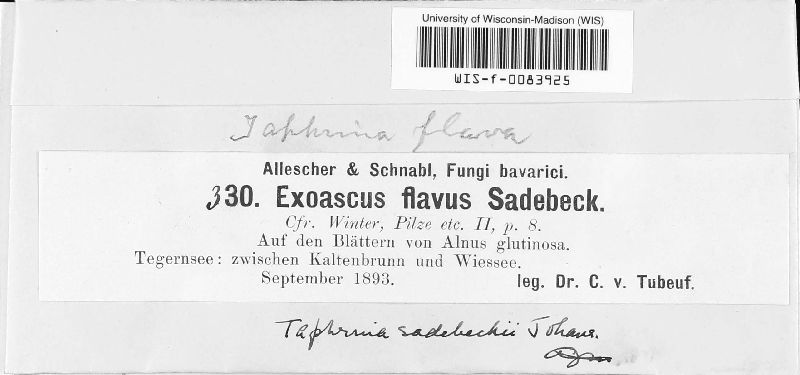 University of Wisconsin-Madison (WIS)
WIS-f-0083925
Taphrina flava
Allescher & Schnabl, Fungi bavarici.
330. Exoascus flavus Sadebeck.
Cfr. Winter, Pilze etc. II, p. 8.
Auf den Blättern von Alnus glutinosa.
Tegernsee: zwischen Kaltenbrunn und Wiessee.
September 1893. leg. Dr. C. v. Tubeuf.
Taphrina sadebeckii Johans.